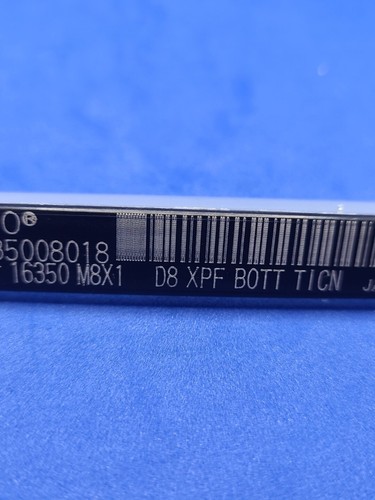 O®
35008018
16350 M8X1 D8 XPF BOTT TICN